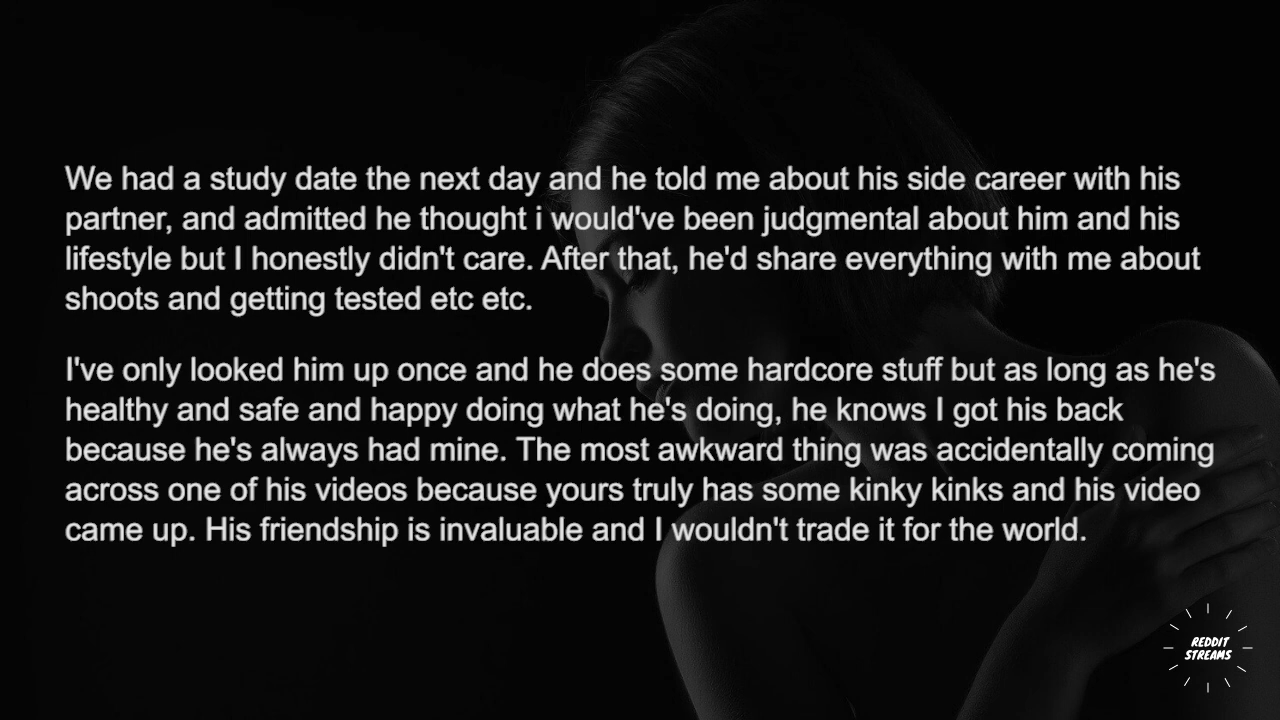 We had a study date the next day and he told me about his side career with his
partner, and admitted he thought i would've been judgmental about him and his
lifestyle but I honestly didn't care. After that, he'd share everything with me about
shoots and getting tested etc etc.
I've only looked him up once and he does some hardcore stuff but as long as he's
healthy and safe and happy doing what he's doing, he knows I got his back
because he's always had mine. The most awkward thing was accidentally coming
across one of his videos because yours truly has some kinky kinks and his video
came up. His friendship is invaluable and I wouldn't trade it for the world.
REDDIT
STREAMS